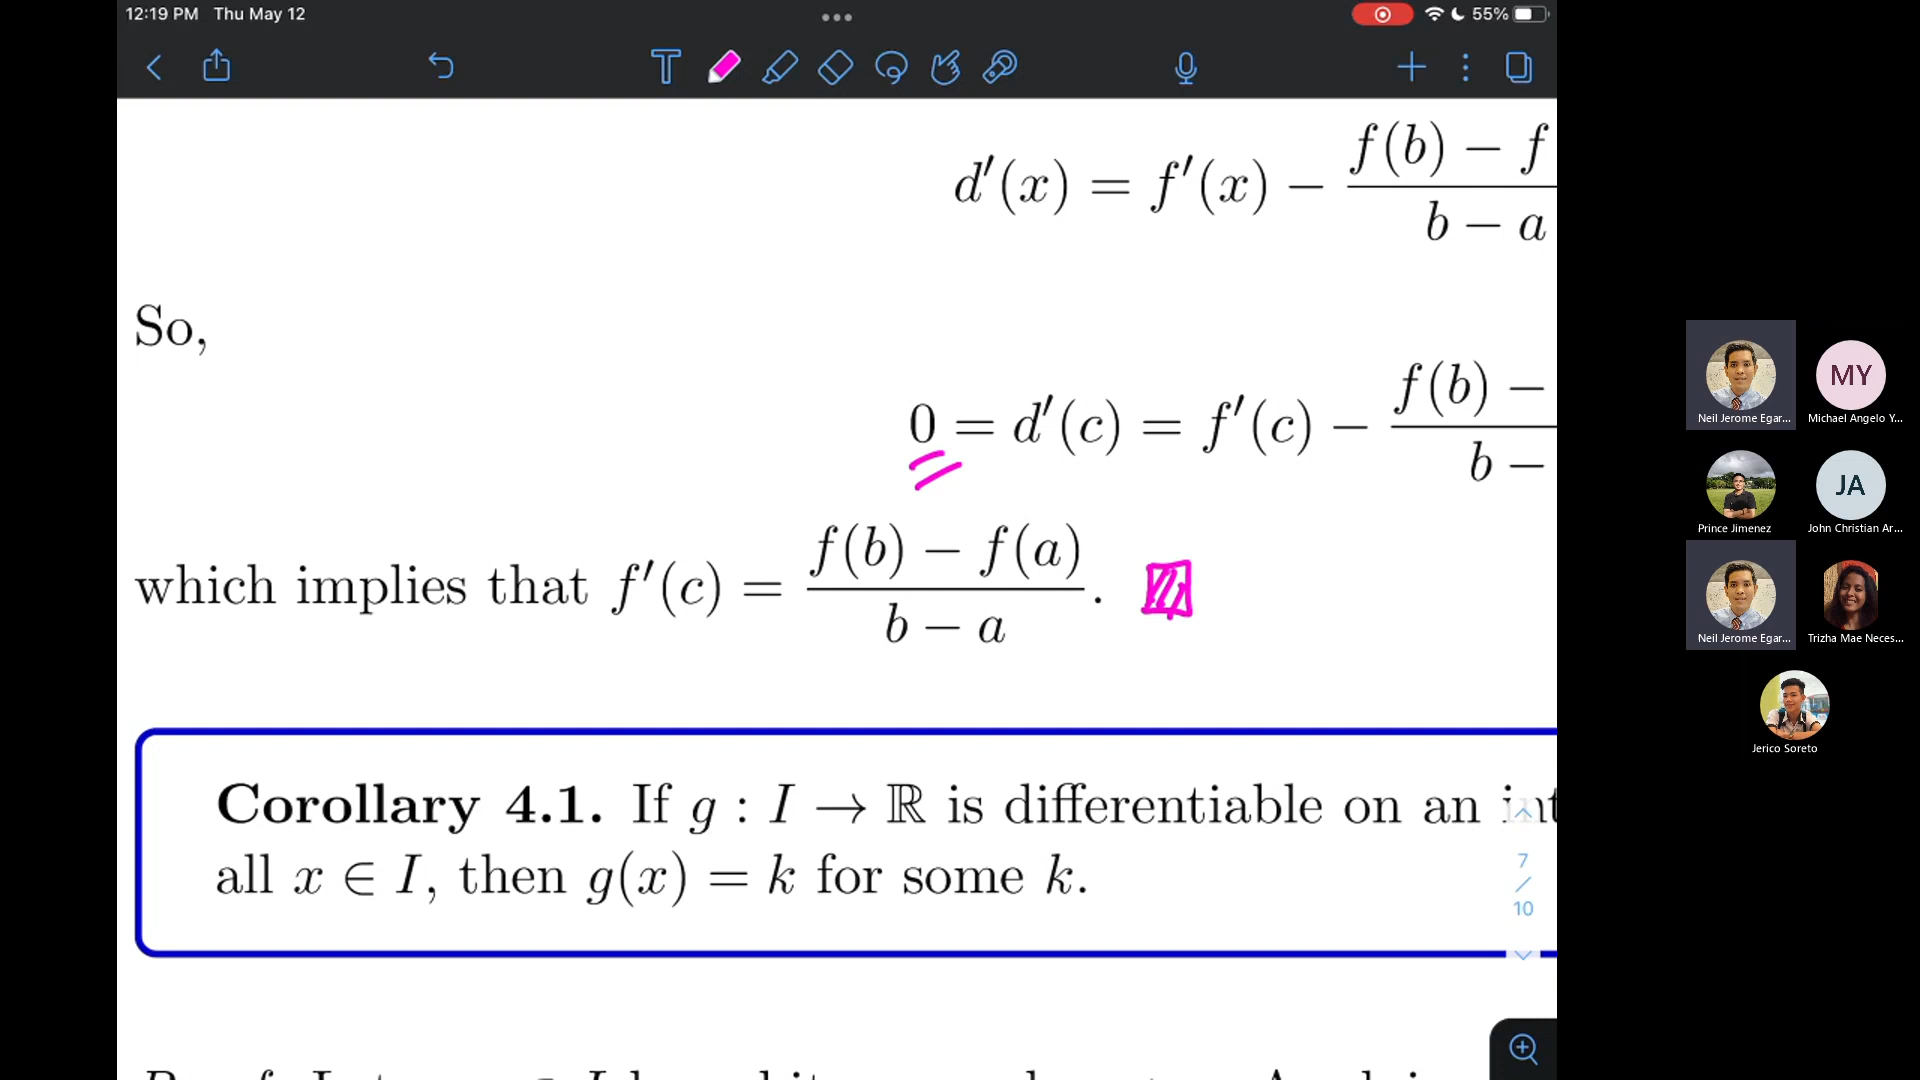 12:19 PM Thu May 12
55%
T
d′(x) = f′(x) − f(b) − f / b − a
So,
0 = d′(c) = f′(c) − f(b) − / b −
which implies that f′(c) = f(b) − f(a) / b − a.
Corollary 4.1. If g : I → ℝ is differentiable on an int
all x ∈ I, then g(x) = k for some k.
7
/
10
Neil Jerome Egar...
MY
Michael Angelo Y...
Prince Jimenez
JA
John Christian Ar...
Neil Jerome Egar...
Trizha Mae Neces...
Jerico Soreto